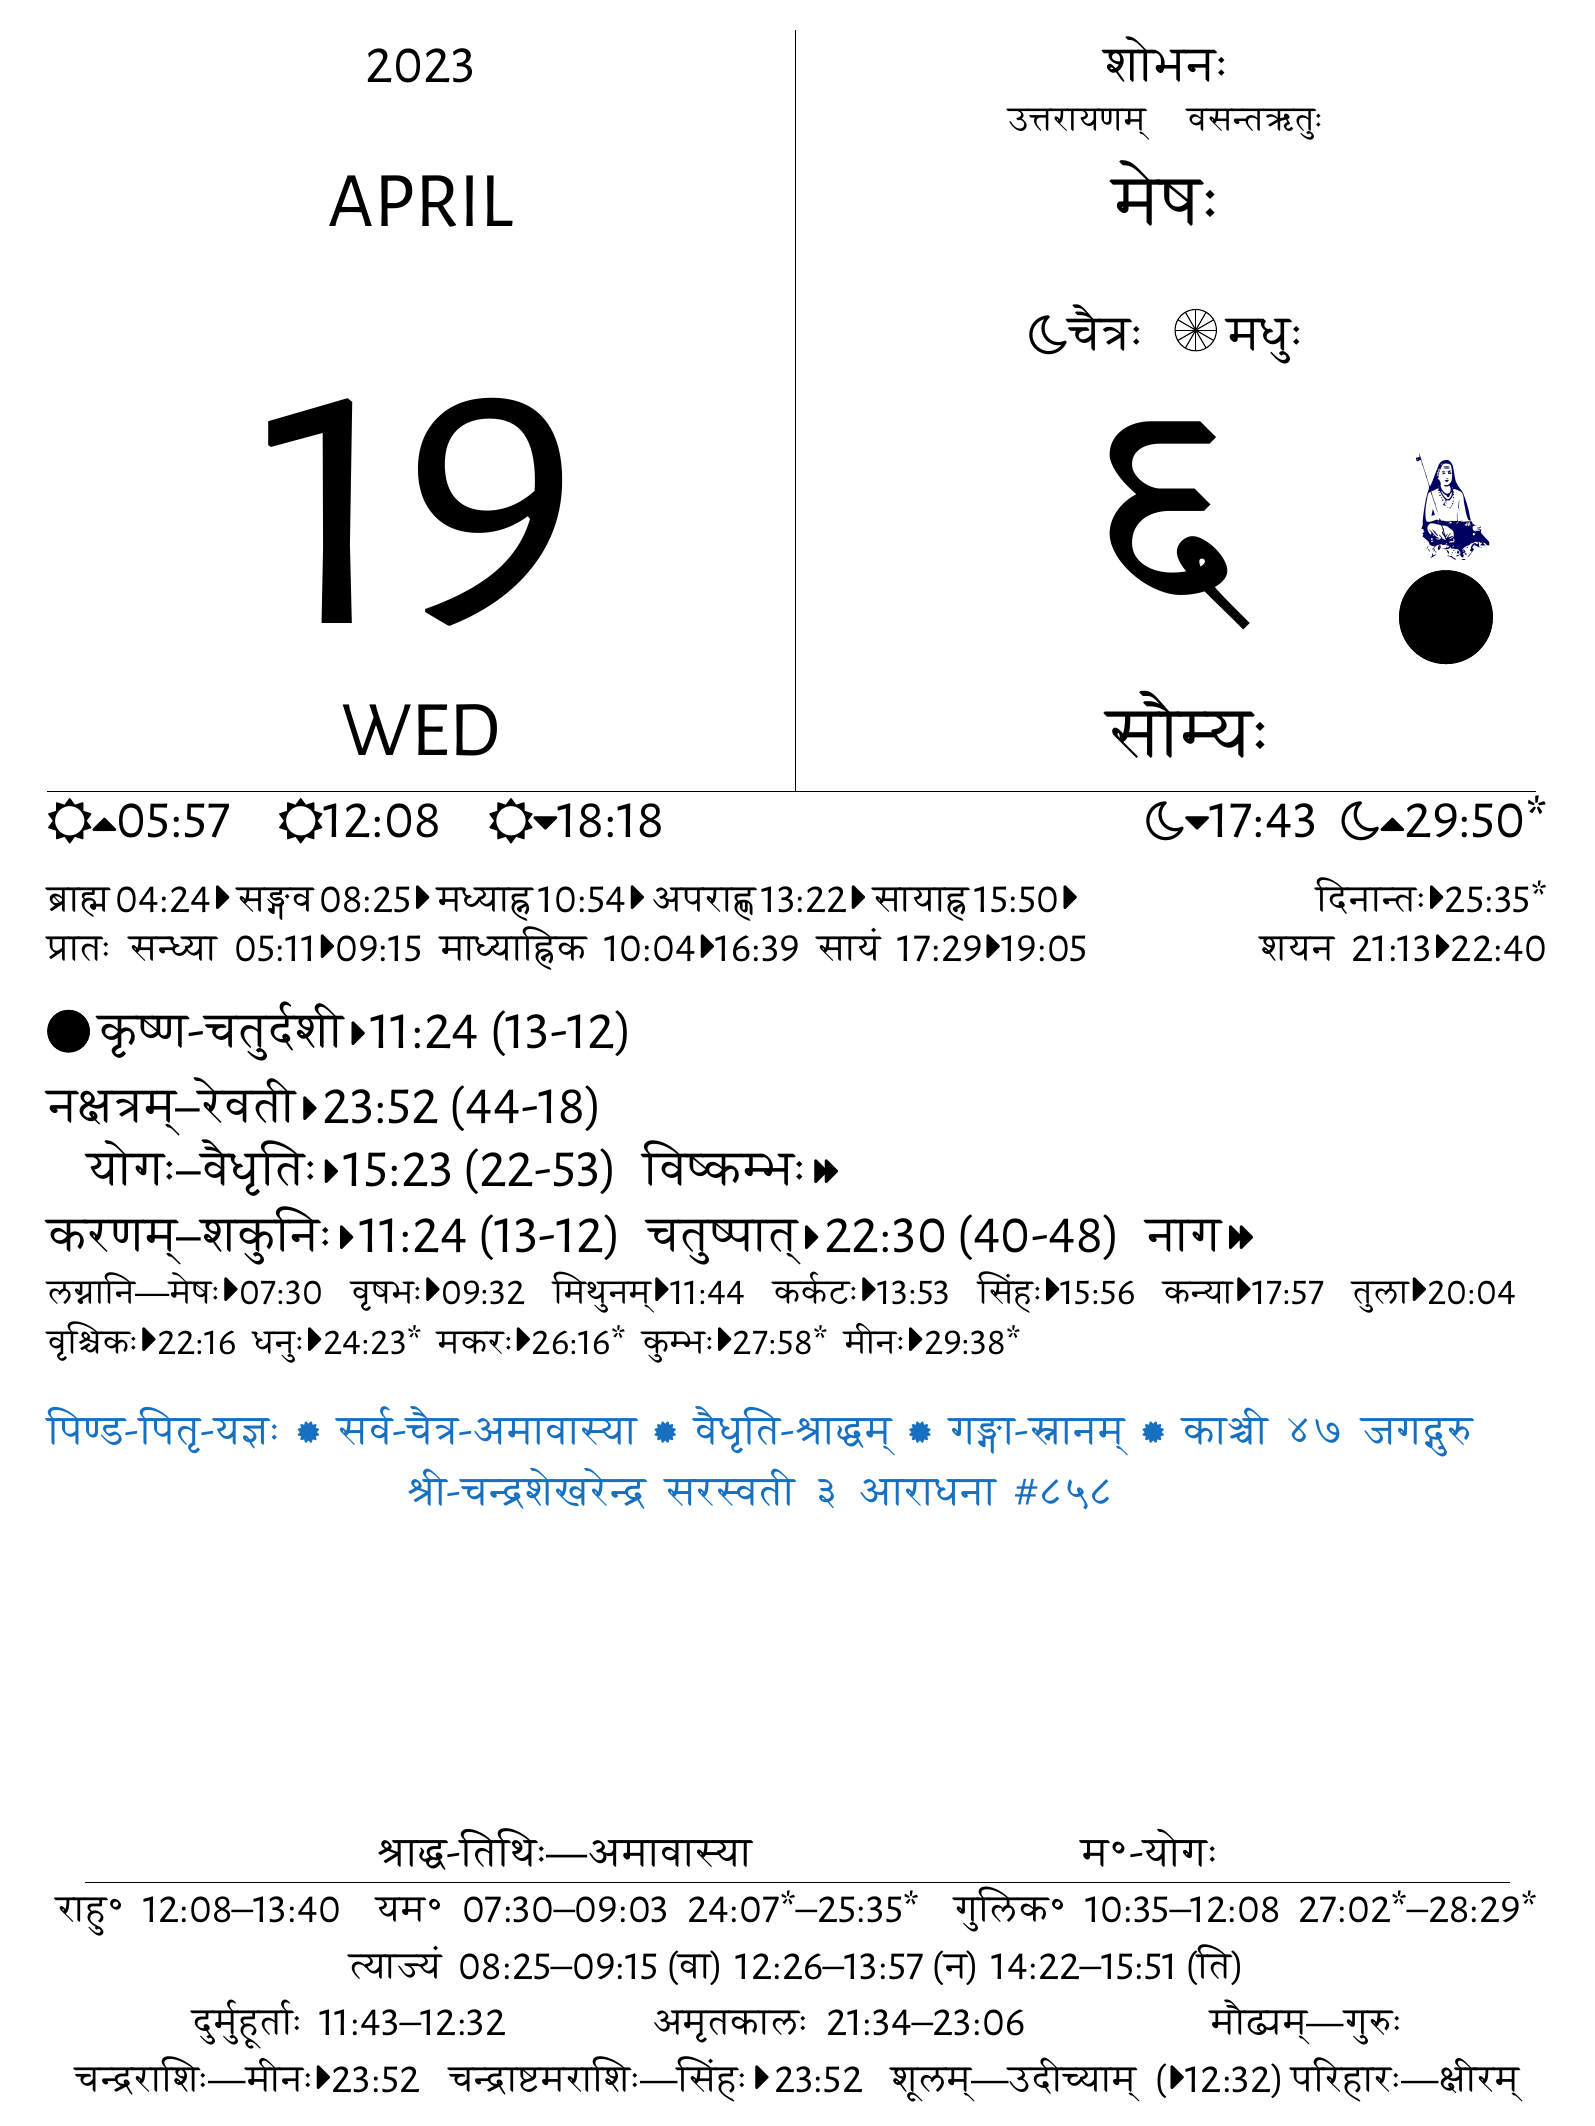 2023
APRIL
19
WED
शोभनः
उत्तरायणम् वसन्तऋतुः
मेषः
चैत्रः मधुः
६
सौम्यः
05:57 12:08 18:18 17:43 29:50*
ब्राह्म 04:24 सङ्गव 08:25 मध्याह्न 10:54 अपराह्ण 13:22 सायाह्न 15:50 दिनान्तः 25:35*
प्रातः सन्ध्या 05:11 09:15 माध्याह्निक 10:04 16:39 सायं 17:29 19:05 शयन 21:13 22:40
कृष्ण-चतुर्दशी 11:24 (13-12)
नक्षत्रम्–रेवती 23:52 (44-18)
योगः–वैधृतिः 15:23 (22-53) विष्कम्भः
करणम्–शकुनिः 11:24 (13-12) चतुष्पात् 22:30 (40-48) नाग
लग्नानि—मेषः 07:30 वृषभः 09:32 मिथुनम् 11:44 कर्कटः 13:53 सिंहः 15:56 कन्या 17:57 तुला 20:04
वृश्चिकः 22:16 धनुः 24:23* मकरः 26:16* कुम्भः 27:58* मीनः 29:38*
पिण्ड-पितृ-यज्ञः ✹ सर्व-चैत्र-अमावास्या ✹ वैधृति-श्राद्धम् ✹ गङ्गा-स्नानम् ✹ काञ्ची ४७ जगद्गुरु
श्री-चन्द्रशेखरेन्द्र सरस्वती ३ आराधना #८५८
श्राद्ध-तिथिः—अमावास्या म॰-योगः
राहु॰ 12:08–13:40 यम॰ 07:30–09:03 24:07*–25:35* गुलिक॰ 10:35–12:08 27:02*–28:29*
त्याज्यं 08:25–09:15 (वा) 12:26–13:57 (न) 14:22–15:51 (ति)
दुर्मुहूर्ताः 11:43–12:32 अमृतकालः 21:34–23:06 मौढ्यम्—गुरुः
चन्द्रराशिः—मीनः 23:52 चन्द्राष्टमराशिः—सिंहः 23:52 शूलम्—उदीच्याम् (12:32) परिहारः—क्षीरम्